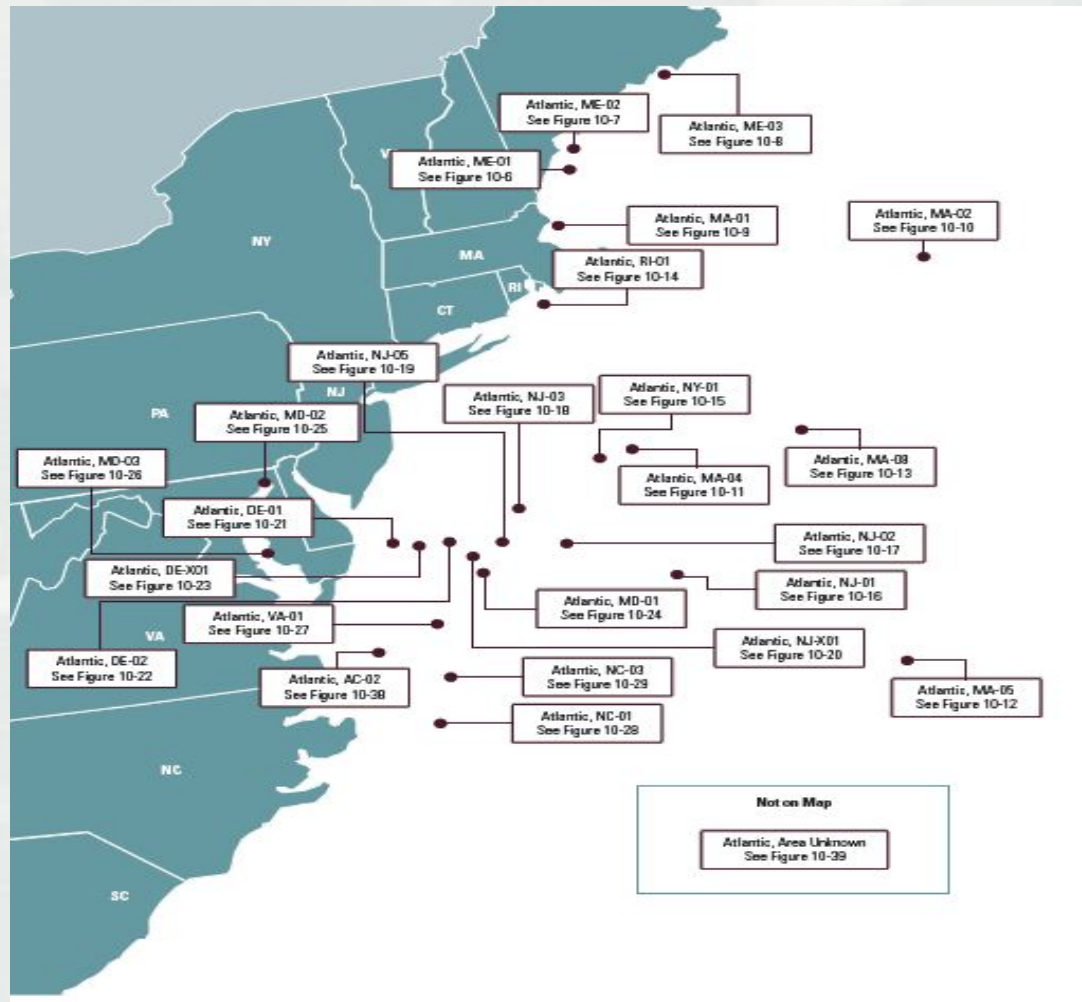 Atlantic, ME-02
See Figure 10-7
Atlantic, ME-03
See Figure 10-8
V
Atlantic, ME-01
See Figure 10-6
Atlantic, MA-01
See Figure 10-9
Atlantic, MA-02
See Figure 10-10
NY
MA
Atlantic, RI-01
See Figure 10-14
RI
CT
Atlantic, NJ-05
See Figure 10-19
NJ
Atlantic, NJ-03
See Figure 10-18
Atlantic, NY-01
See Figure 10-15
PA
Atlantic, MD-02
See Figure 10-25
Atlantic, MD-03
See Figure 10-26
Atlantic, MA-04
See Figure 10-11
See Figure 10-13
Atlantic, DE-01
See Figure 10-21
Atlantic, NJ-02
See Figure 10-17
Atlantic, DE-X01
See Figure 10-23
Atlantic, NJ-01
See Figure 10-16
Atlantic, MD-01
See Figure 10-24
Atlantic, VA-01
See Figure 10-27
VA
Atlantic, NJ-X01
See Figure 10-20
Atlantic, DE-02
See Figure 10-22
Atlantic, AC-02
See Figure 10-38
Atlantic, NC-03
See Figure 10-29
Atlantic, MA-05
See Figure 10-12
Atlantic, NC-01
See Figure 10-28
NC
Not on Map
Atlantic, Area Unknown
See Figure 10-39
SC